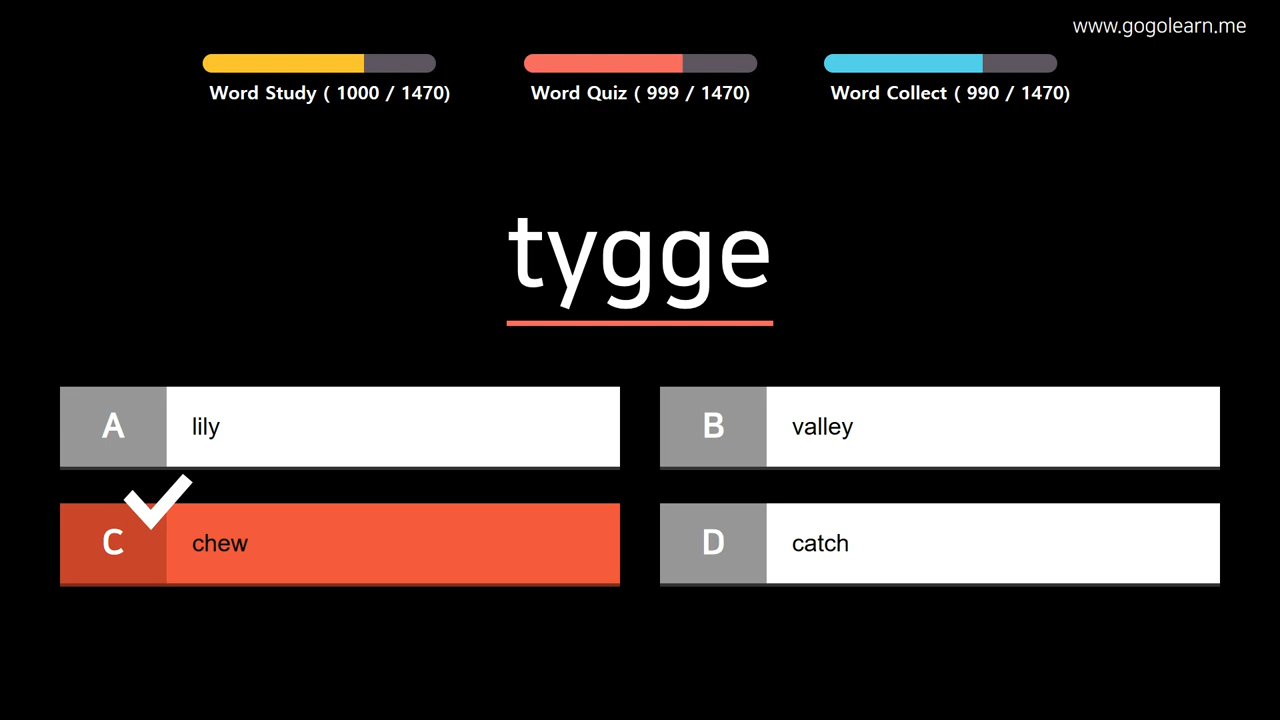 www.gogolearn.me
Word Study ( 1000 / 1470)
Word Quiz ( 999 / 1470)
Word Collect ( 990 / 1470)
tygge
A lily
B valley
C chew
D catch